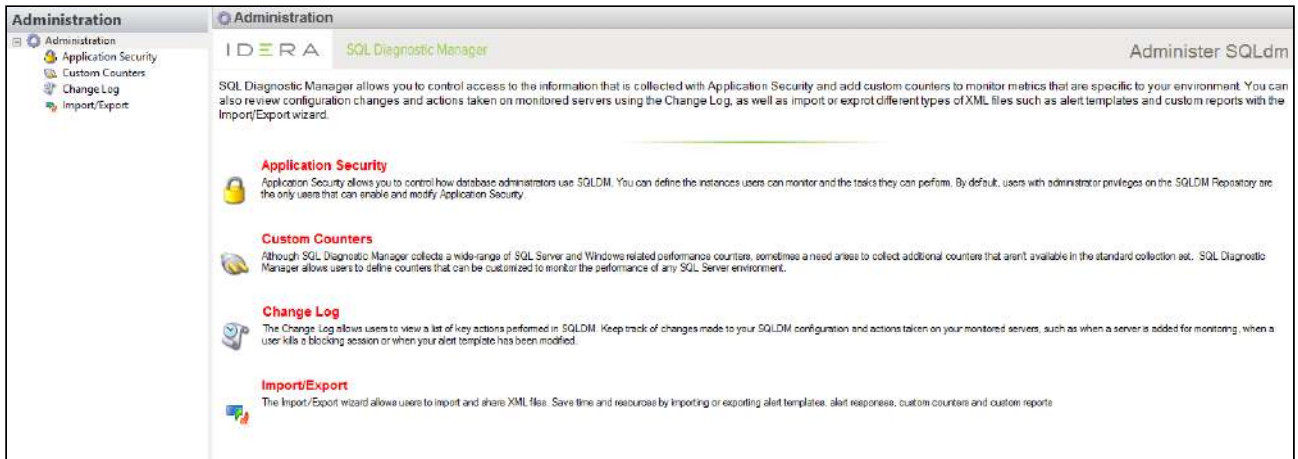 Administration
Administration
Application Security
Custom Counters
Change Log
Import/Export
Administration
IDERA SQL Diagnostic Manager
Administer SQLdm
SQL Diagnostic Manager allows you to control access to the information that is collected with Application Security and add custom counters to monitor metrics that are specific to your environment. You can
also review configuration changes and actions taken on monitored servers using the Change Log, as well as import or exprot different types of XML files such as alert templates and custom reports with the
Import/Export wizard.
Application Security
Application Security allows you to control how database administrators use SQLDM. You can define the instances users can monitor and the tasks they can perform. By default, users with administrator privileges on the SQLDM Repository are
the only users that can enable and modify Application Security.
Custom Counters
Although SQL Diagnostic Manager collects a wide-range of SQL Server and Windows related performance counters, sometimes a need arises to collect additional counters that aren't available in the standard collection set. SQL Diagnostic
Manager allows users to define counters that can be customized to monitor the performance of any SQL Server environment.
Change Log
The Change Log allows users to view a list of key actions performed in SQLDM. Keep track of changes made to your SQLDM configuration and actions taken on your monitored servers, such as when a server is added for monitoring, when a
user kills a blocking session or when your alert template has been modified.
Import/Export
The Import/Export wizard allows users to import and share XML files. Save time and resources by importing or exporting alert templates, alert responses, custom counters and custom reports